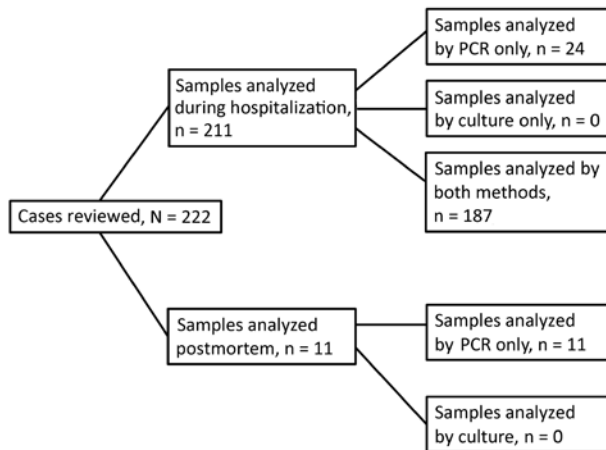 Cases reviewed, N = 222
Samples analyzed
during hospitalization,
n = 211
Samples analyzed
by PCR only, n = 24
Samples analyzed
by culture only, n = 0
Samples analyzed by
both methods,
n = 187
Samples analyzed
postmortem, n = 11
Samples analyzed
by PCR only, n = 11
Samples analyzed
by culture, n = 0